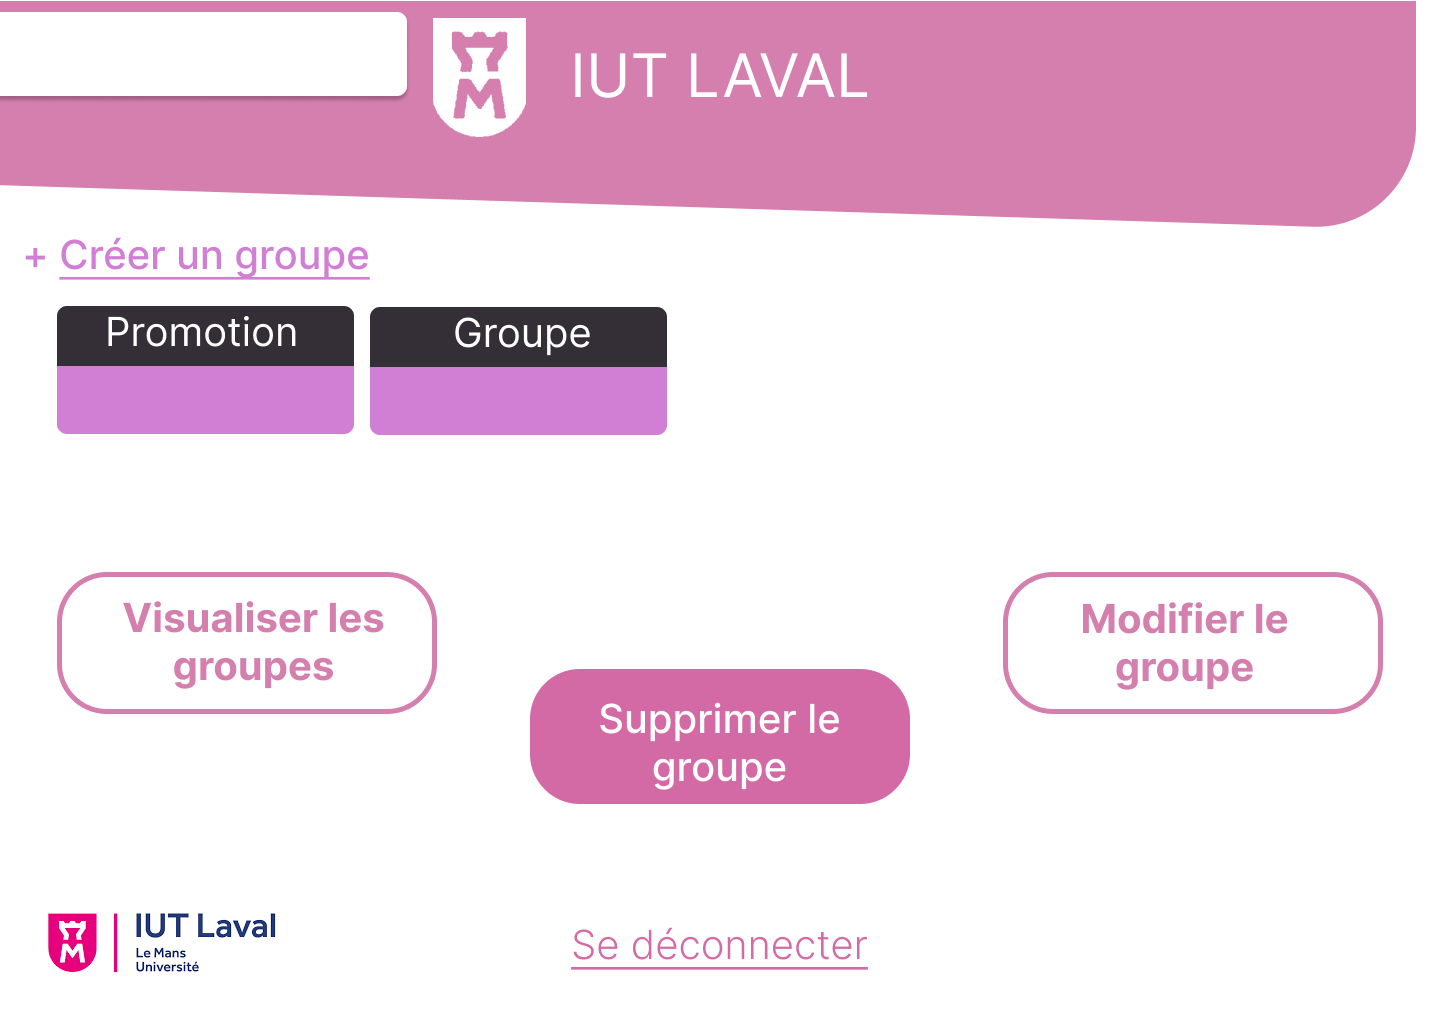 IUT LAVAL
+ Créer un groupe
Promotion
Groupe
Visualiser les
groupes
Modifier le
groupe
Supprimer le
groupe
IUT Laval
Le Mans
Université
Se déconnecter